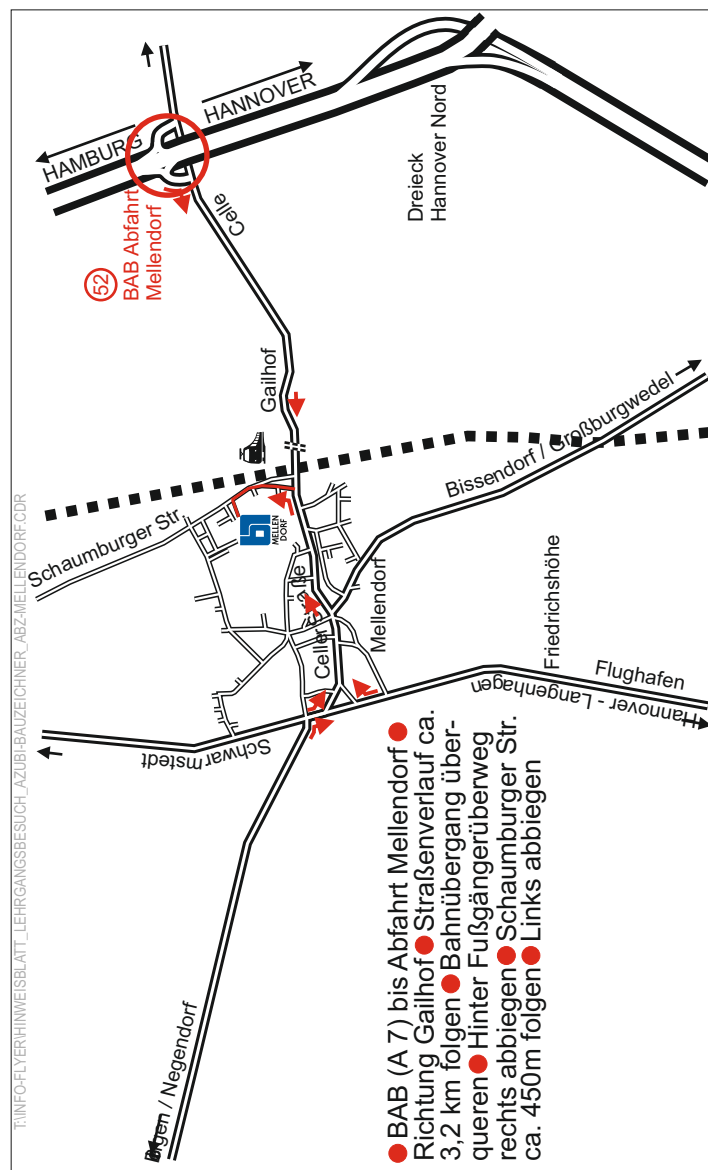 T:\INFO-FLYER\HINWEISBLATT_LEHRGANGSBESUCH_AZUBI-BAUZEICHNER_ABZ-MELLENDORF.CDR
HAMBURG
HANNOVER
52
BAB Abfahrt
Mellendorf
Celle
Dreieck
Hannover Nord
Gailhof
Schaumburger Str.
MELLEN
DORF
Bissendorf / Großburgwedel
Celler Straße
Mellendorf
Friedrichshöhe
Schwarmstedt
Flughafen
Hannover - Langenhagen
/ Negendorf
● BAB (A 7) bis Abfahrt Mellendorf ●
Richtung Gailhof ● Straßenverlauf ca.
3,2 km folgen ● Bahnübergang über-
queren ● Hinter Fußgängerüberweg
rechts abbiegen ● Schaumburger Str.
ca. 450m folgen ● Links abbiegen